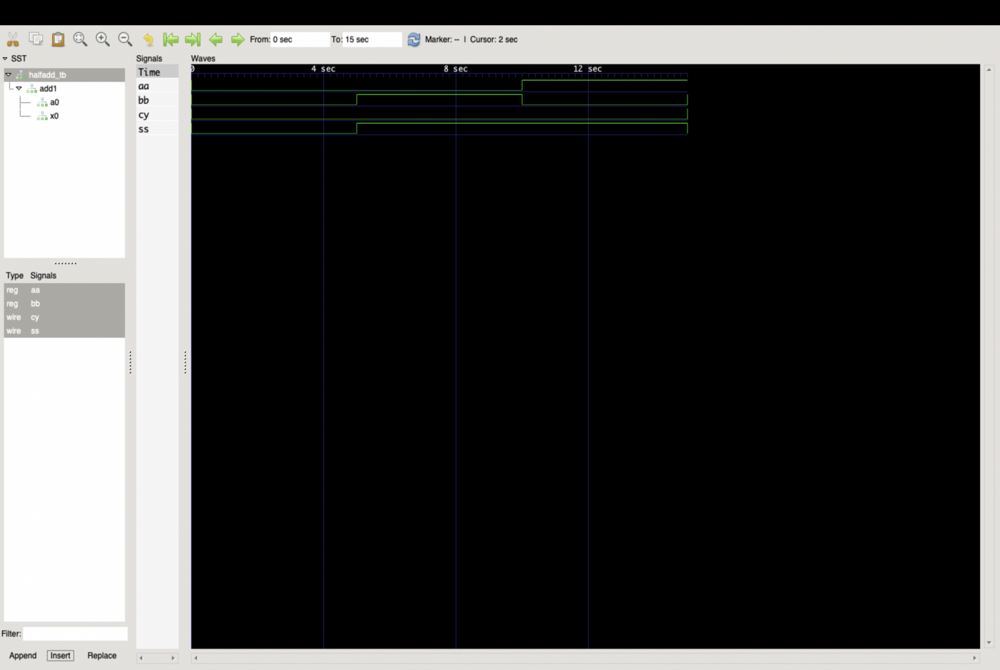 From: 0 sec To: 15 sec Marker: -- | Cursor: 2 sec
SST
halfadd_tb
add1
a0
x0
Type Signals
reg aa
reg bb
wire cy
wire ss
Filter:
Append Insert Replace
Signals
Time
aa
bb
cy
ss
Waves
0 4 sec 8 sec 12 sec